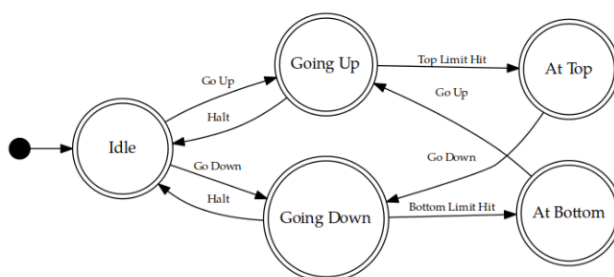 Going Up
Top Limit Hit
At Top
Go Up
Go Up
Halt
Idle
Go Down
Go Down
Halt
Going Down
Bottom Limit Hit
At Bottom